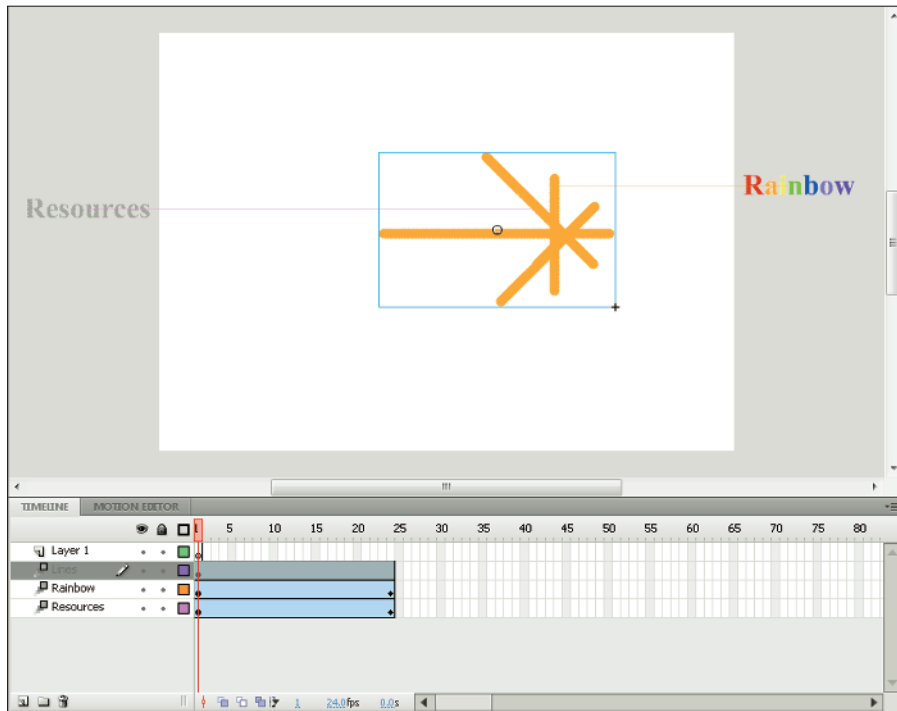 Resources
Rainbow
TIMELINE MOTION EDITOR
1 5 10 15 20 25 30 35 40 45 50 55 60 65 70 75 80
Layer 1
Lines
Rainbow
Resources
1 24.0fps 0.0s